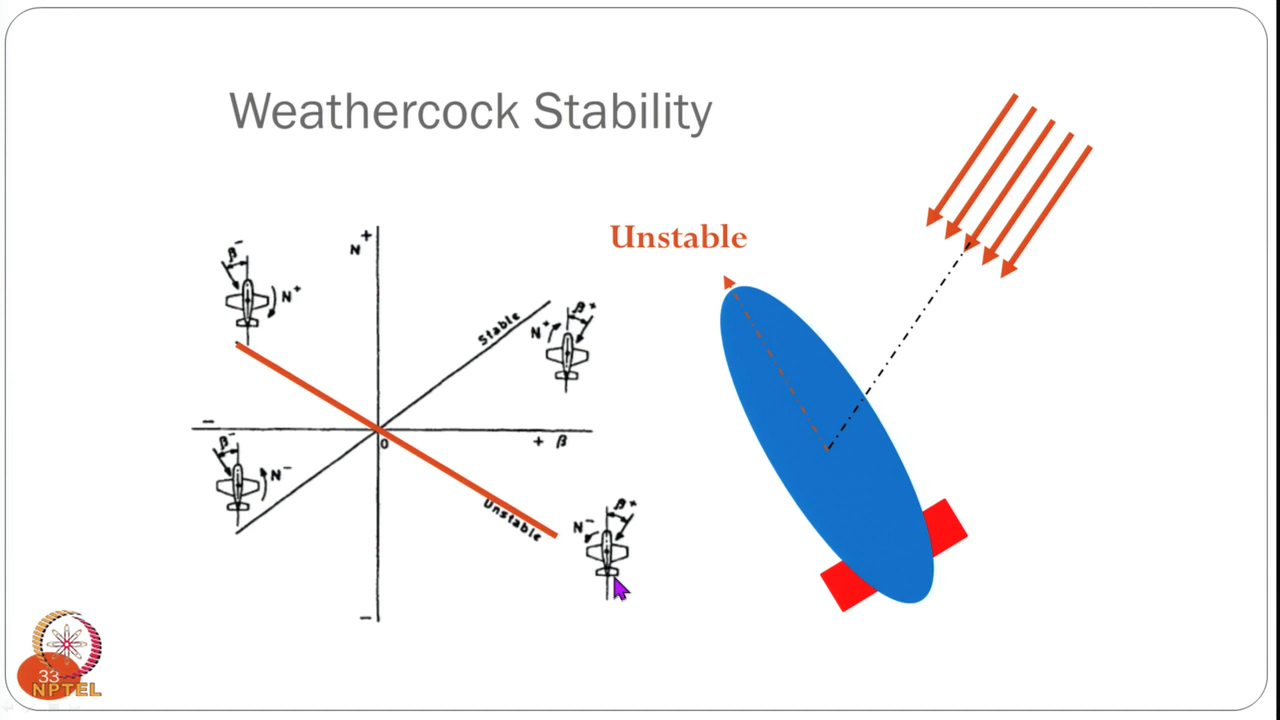 Weathercock Stability
Unstable
N+
β-
N+
Stable
β+
N+
-
0
+ β
β-
N-
Unstable
β+
N-
-
33
NPTEL